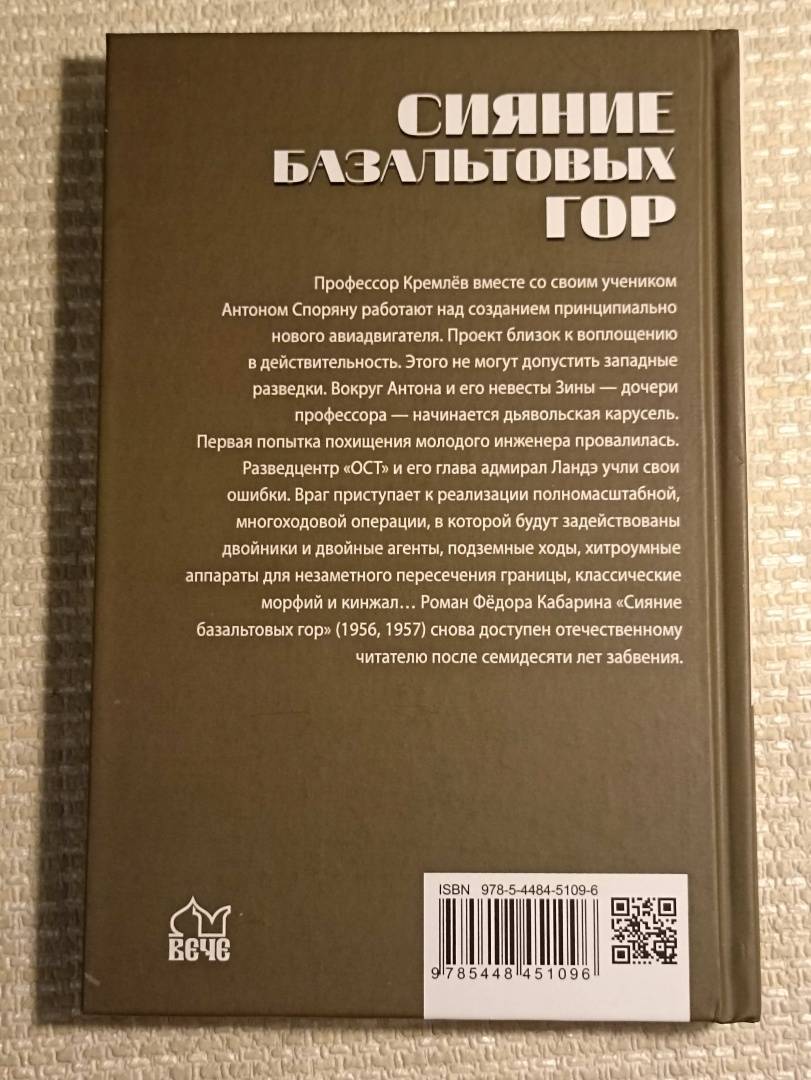 СИЯНИЕ
БАЗАЛЬТОВЫХ
ГОР
Профессор Кремлёв вместе со своим учеником
Антоном Споряну работают над созданием принципиально
нового авиадвигателя. Проект близок к воплощению
в действительность. Этого не могут допустить западные
разведки. Вокруг Антона и его невесты Зины — дочери
профессора — начинается дьявольская карусель.
Первая попытка похищения молодого инженера провалилась.
Разведцентр «ОСТ» и его глава адмирал Ландэ учли свои
ошибки. Враг приступает к реализации полномасштабной,
многоходовой операции, в которой будут задействованы
двойники и двойные агенты, подземные ходы, хитроумные
аппараты для незаметного пересечения границы, классические
морфий и кинжал... Роман Фёдора Кабарина «Сияние
базальтовых гор» (1956, 1957) снова доступен отечественному
читателю после семидесяти лет забвения.
ВЕЧЕ
ISBN 978-5-4484-5109-6
9 785448 451096